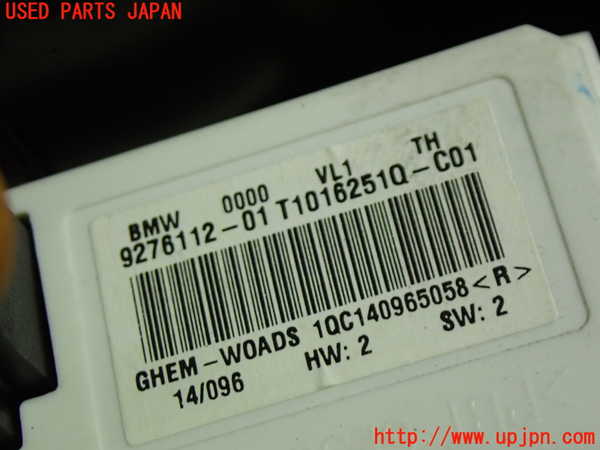 USED PARTS JAPAN
BMW 0000 VL1 TH
9276112-01 T1016251Q-C01
GHEM-WOADS 1QC140965058<R>
14/096 HW: 2 SW: 2
http://www.upjpn.com